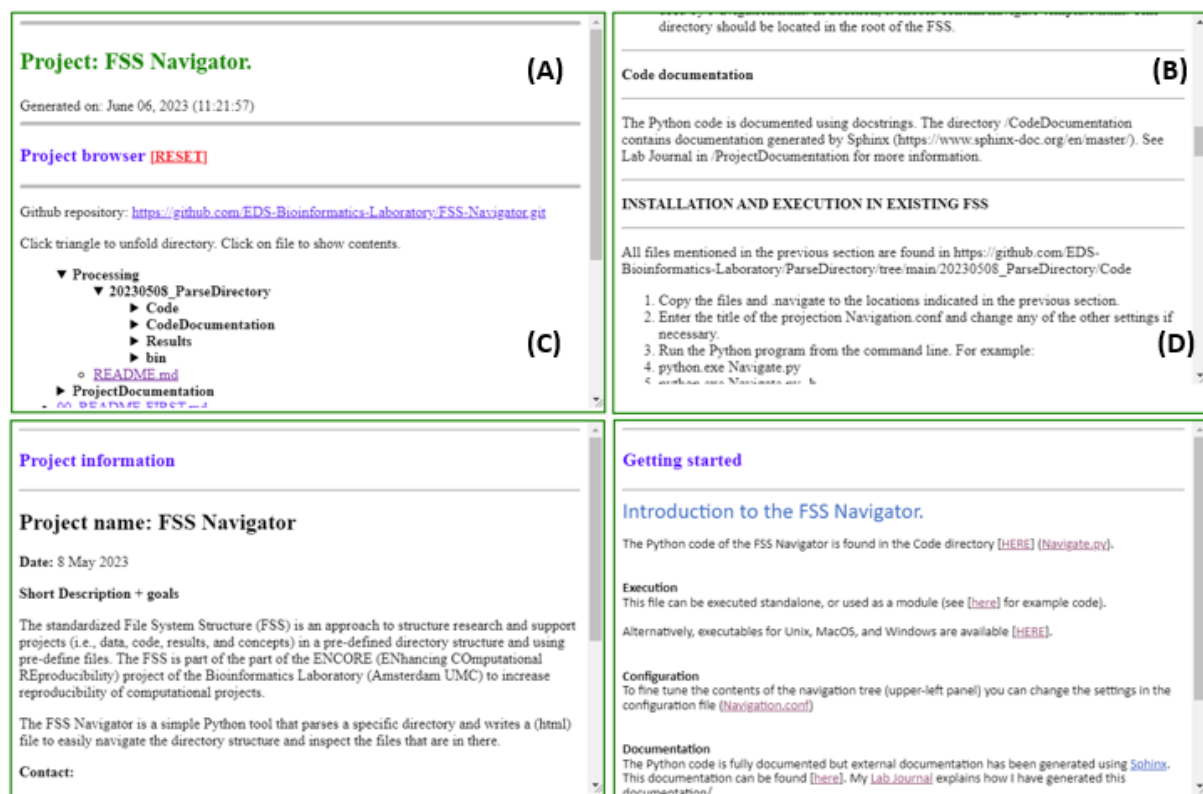 Project: FSS Navigator.
(A)
Generated on: June 06, 2023 (11:21:57)
Project browser [RESET]
Github repository: https://github.com/EDS-Bioinformatics-Laboratory/FSS-Navigator.git
Click triangle to unfold directory. Click on file to show contents.
▼ Processing
▼ 20230508_ParseDirectory
► Code
► CodeDocumentation
► Results
► bin
(C)
README.md
► ProjectDocumentation
00_README_FIRST.md
directory should be located in the root of the FSS.
Code documentation
(B)
The Python code is documented using docstrings. The directory /CodeDocumentation
contains documentation generated by Sphinx (https://www.sphinx-doc.org/en/master/). See
Lab Journal in /ProjectDocumentation for more information.
INSTALLATION AND EXECUTION IN EXISTING FSS
All files mentioned in the previous section are found in https://github.com/EDS-
Bioinformatics-Laboratory/ParseDirectory/tree/main/20230508_ParseDirectory/Code
1. Copy the files and .navigate to the locations indicated in the previous section.
2. Enter the title of the projection Navigation.conf and change any of the other settings if
necessary.
3. Run the Python program from the command line. For example:
(D)
4. python.exe Navigate.py
5. python.exe Navigate.py -h
Project information
Project name: FSS Navigator
Date: 8 May 2023
Short Description + goals
The standardized File System Structure (FSS) is an approach to structure research and support
projects (i.e., data, code, results, and concepts) in a pre-defined directory structure and using
pre-define files. The FSS is part of the part of the ENCORE (ENhancing COmputational
REproducibility) project of the Bioinformatics Laboratory (Amsterdam UMC) to increase
reproducibility of computational projects.
The FSS Navigator is a simple Python tool that parses a specific directory and writes a (html)
file to easily navigate the directory structure and inspect the files that are in there.
Contact:
Getting started
Introduction to the FSS Navigator.
The Python code of the FSS Navigator is found in the Code directory [HERE] (Navigate.py).
Execution
This file can be executed standalone, or used as a module (see [here] for example code).
Alternatively, executables for Unix, MacOS, and Windows are available [HERE].
Configuration
To fine tune the contents of the navigation tree (upper-left panel) you can change the settings in the
configuration file (Navigation.conf)
Documentation
The Python code is fully documented but external documentation has been generated using Sphinx.
This documentation can be found [here]. My Lab Journal explains how I have generated this
documentation/